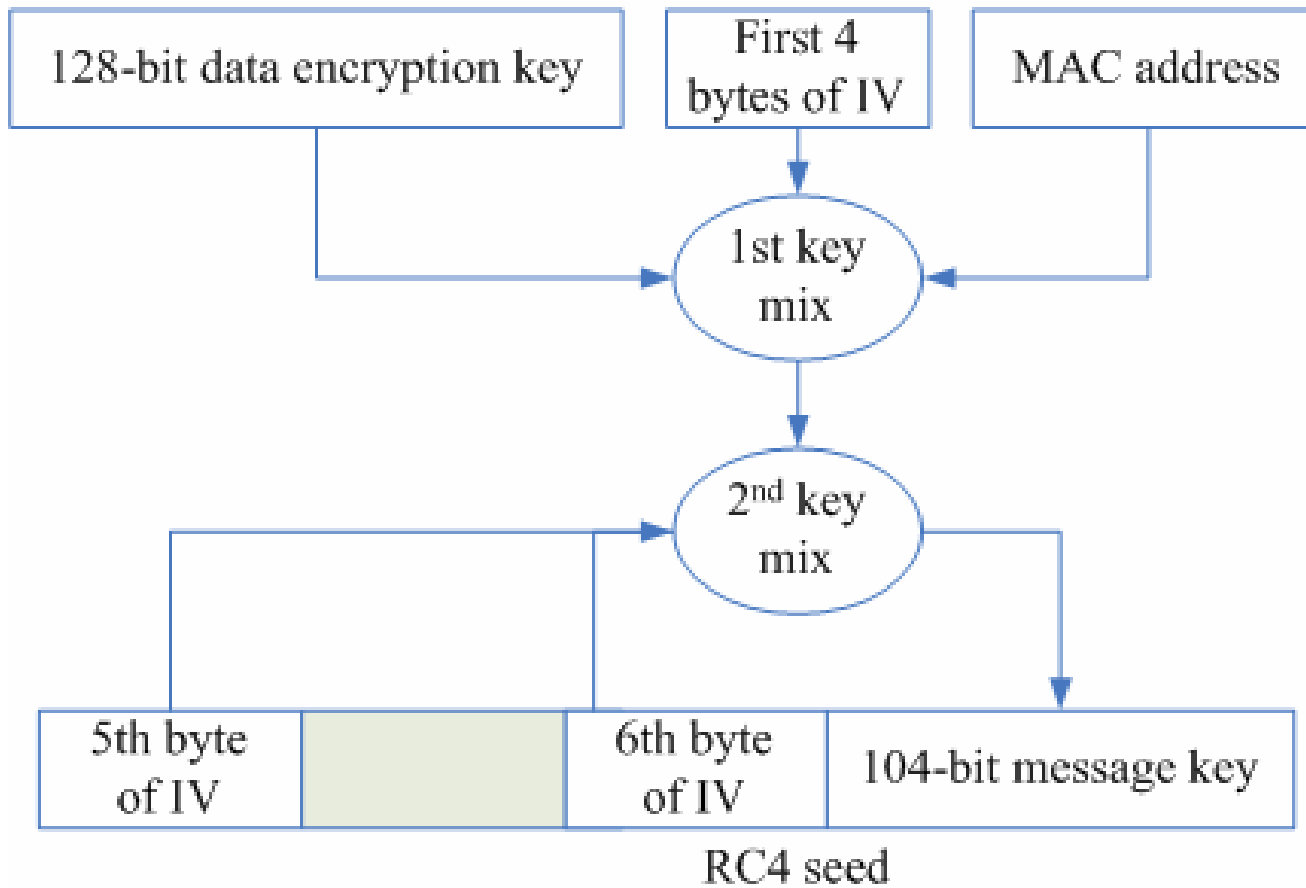 128-bit data encryption key
First 4
bytes of IV
MAC address
1st key
mix
2nd key
mix
5th byte
of IV
6th byte
of IV
104-bit message key
RC4 seed